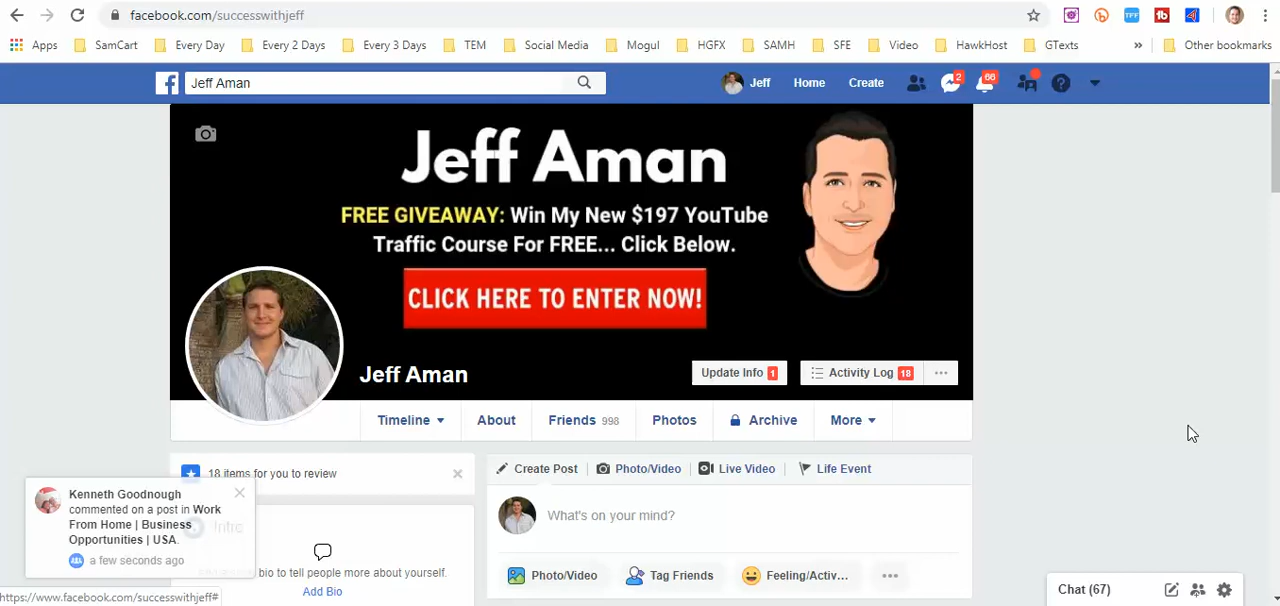 facebook.com/successwithjeff
Apps SamCart Every Day Every 2 Days Every 3 Days TEM Social Media Mogul HGFX SAMH SFE Video HawkHost GTexts » Other bookmarks
Jeff Aman
Jeff Home Create 2 66
Jeff Aman
FREE GIVEAWAY: Win My New $197 YouTube
Traffic Course For FREE... Click Below.
CLICK HERE TO ENTER NOW!
Jeff Aman
Update Info 1 Activity Log 18 ...
Timeline About Friends 998 Photos Archive More
18 items for you to review
Create Post Photo/Video Live Video Life Event
What's on your mind?
Photo/Video Tag Friends Feeling/Activ... ...
Kenneth Goodnough
commented on a post in Work
From Home | Business
Opportunities | USA.
a few seconds ago
Intro
bio to tell people more about yourself.
Add Bio
Chat (67)
https://www.facebook.com/successwithjeff#